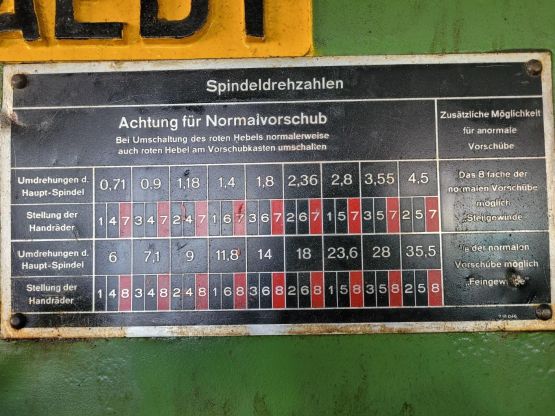 AEDT
Spindeldrehzahlen
Achtung für Normalvorschub
Bei Umschaltung des roten Hebels normalerweise
auch roten Hebel am Vorschubkasten umschalten
Zusätzliche Möglichkeit
für anormale
Vorschübe
Umdrehungen d.
Haupt-Spindel
0,71 0,9 1,18 1,4 1,8 2,36 2,8 3,55 4,5
Stellung der
Handräder
1 4 7 3 4 7 2 4 7 1 6 7 3 6 7 2 6 7 1 5 7 3 5 7 2 5 7
Das 8 fache der
normalen Vorschübe
möglich
„Steilgewinde
Umdrehungen d.
Haupt-Spindel
6 7,1 9 11,8 14 18 23,6 28 35,5
Stellung der
Handräder
1 4 8 3 4 8 2 4 8 1 6 8 3 6 8 2 6 8 1 5 8 3 5 8 2 5 8
der normalen
Vorschübe möglich